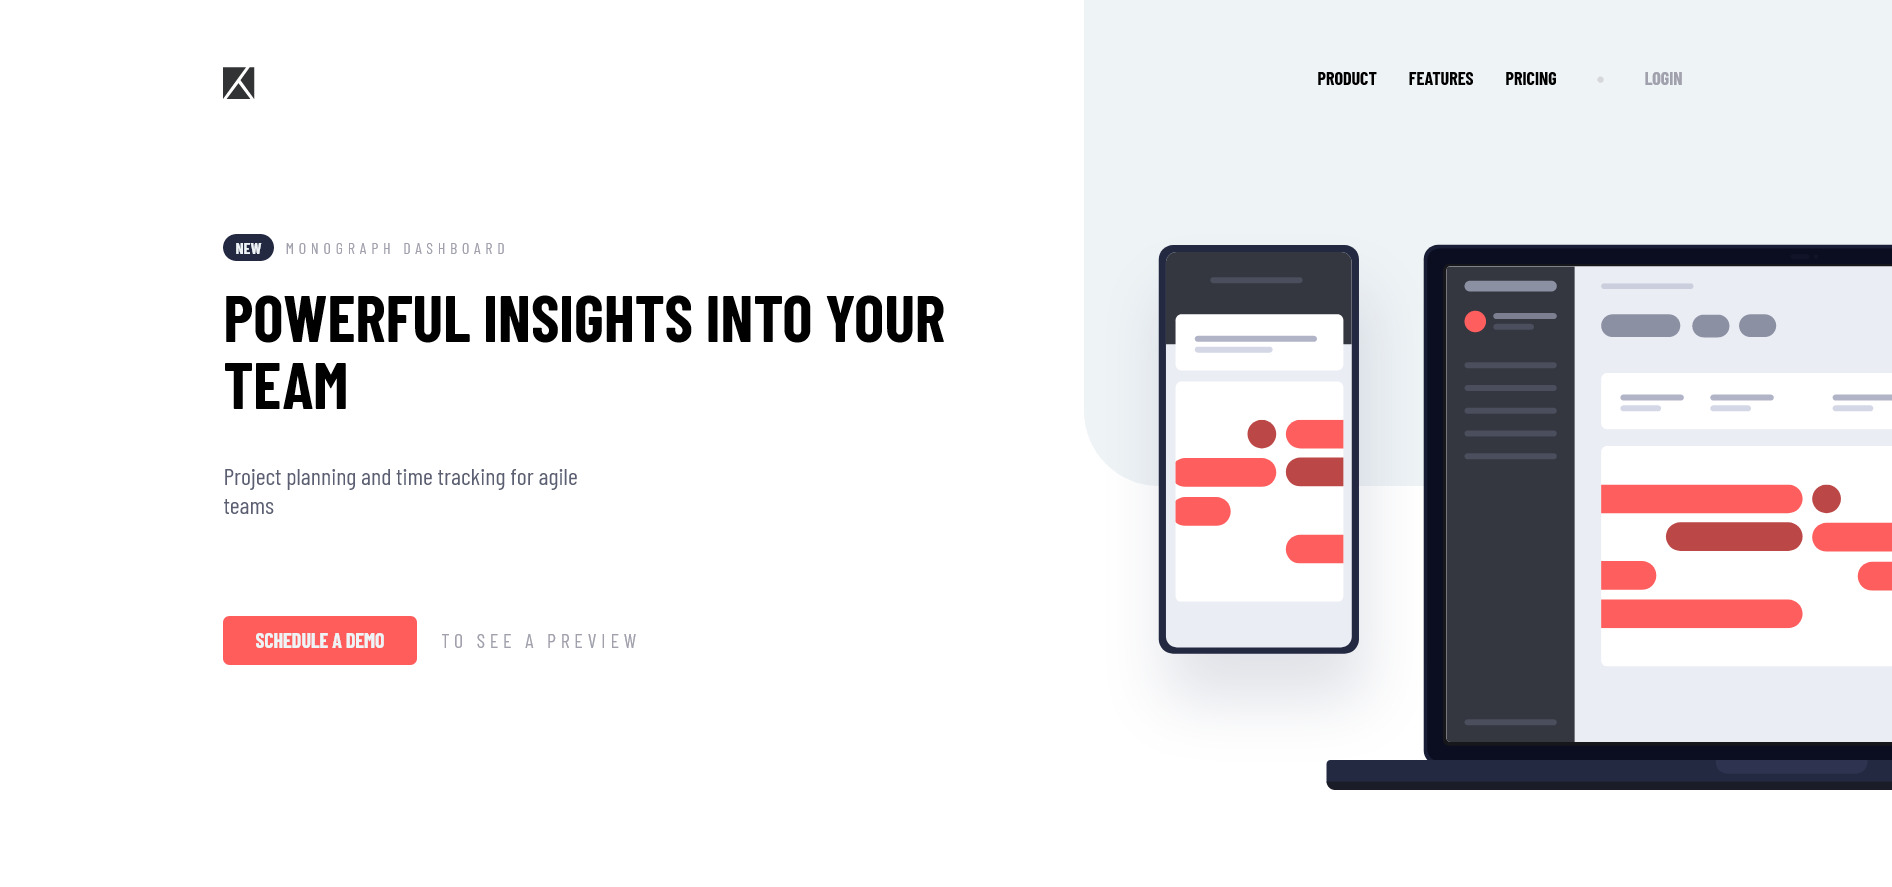 PRODUCT FEATURES PRICING LOGIN
NEW MONOGRAPH DASHBOARD
POWERFUL INSIGHTS INTO YOUR
TEAM
Project planning and time tracking for agile
teams
SCHEDULE A DEMO TO SEE A PREVIEW